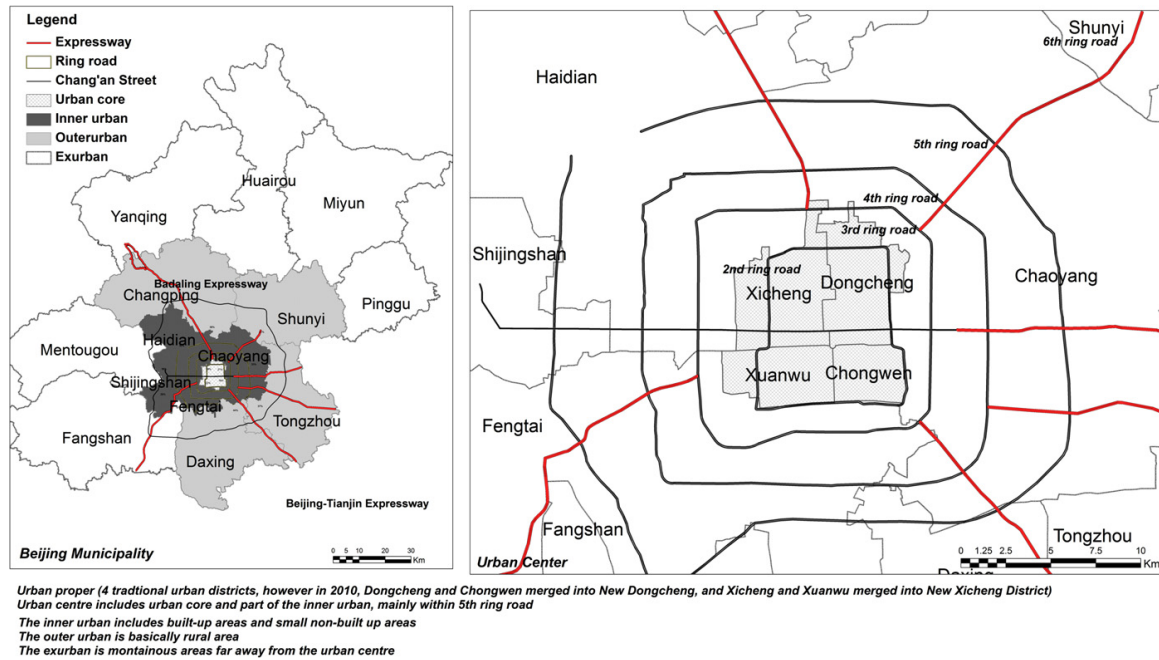 Legend
Expressway
Ring road
Chang'an Street
Urban core
Inner urban
Outerurban
Exurban
Huairou
Miyun
Yanqing
Badaling Expressway
Changping
Shunyi
Pinggu
Haidian
Chaoyang
Mentougou
Shijingshan
Fengtai
Tongzhou
Fangshan
Daxing
Beijing-Tianjin Expressway
Beijing Municipality
0 5 10 20 30
Km
Shunyi
6th ring road
Haidian
5th ring road
4th ring road
3rd ring road
Shijingshan
2nd ring road
Dongcheng
Xicheng
Chaoyang
Xuanwu
Chongwen
Fengtai
Fangshan
Tongzhou
Urban Center
0 1.25 2.5 5 7.5 10
Km
Daxing
Urban proper (4 tradtional urban districts, however in 2010, Dongcheng and Chongwen merged into New Dongcheng, and Xicheng and Xuanwu merged into New Xicheng District)
Urban centre includes urban core and part of the inner urban, mainly within 5th ring road
The inner urban includes built-up areas and small non-built up areas
The outer urban is basically rural area
The exurban is montainous areas far away from the urban centre